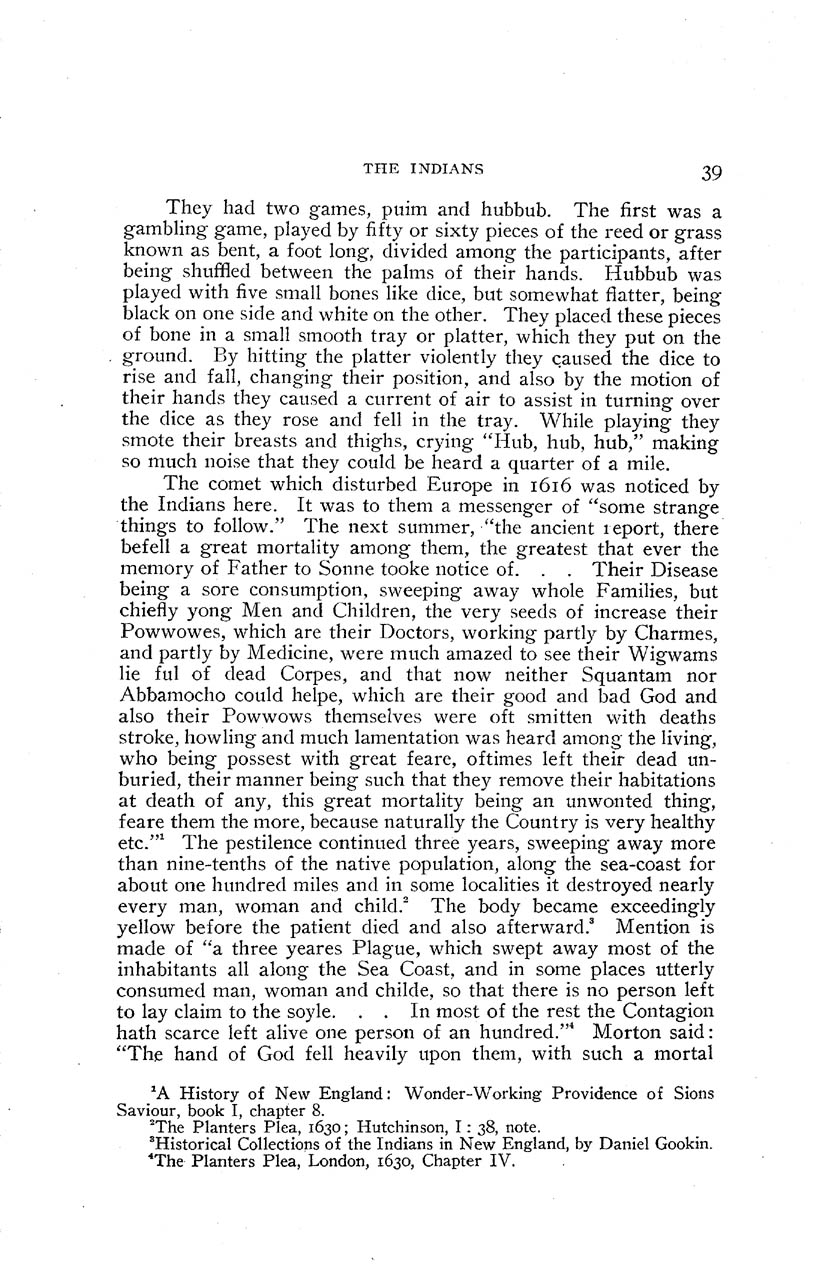 THE INDIANS 39
They had two games, puim and hubbub. The first was a
gambling game, played by fifty or sixty pieces of the reed or grass
known as bent, a foot long, divided among the participants, after
being shuffled between the palms of their hands. Hubbub was
played with five small bones like dice, but somewhat flatter, being
black on one side and white on the other. They placed these pieces
of bone in a small smooth tray or platter, which they put on the
ground. By hitting the platter violently they caused the dice to
rise and fall, changing their position, and also by the motion of
their hands they caused a current of air to assist in turning over
the dice as they rose and fell in the tray. While playing they
smote their breasts and thighs, crying "Hub, hub, hub," making
so much noise that they could be heard a quarter of a mile.
The comet which disturbed Europe in 1616 was noticed by
the Indians here. It was to them a messenger of "some strange
things to follow." The next summer, "the ancient report, there
befell a great mortality among them, the greatest that ever the
memory of Father to Sonne tooke notice of. . . Their Disease
being a sore consumption, sweeping away whole Families, but
chiefly yong Men and Children, the very seeds of increase their
Powwowes, which are their Doctors, working partly by Charmes,
and partly by Medicine, were much amazed to see their Wigwams
lie ful of dead Corpes, and that now neither Squantam nor
Abbamocho could helpe, which are their good and bad God and
also their Powwows themselves were oft smitten with deaths
stroke, howling and much lamentation was heard among the living,
who being possest with great feare, oftimes left their dead un-
buried, their manner being such that they remove their habitations
at death of any, this great mortality being an unwonted thing,
feare them the more, because naturally the Country is very healthy
etc."¹ The pestilence continued three years, sweeping away more
than nine-tenths of the native population, along the sea-coast for
about one hundred miles and in some localities it destroyed nearly
every man, woman and child.² The body became exceedingly
yellow before the patient died and also afterward.³ Mention is
made of "a three yeares Plague, which swept away most of the
inhabitants all along the Sea Coast, and in some places utterly
consumed man, woman and childe, so that there is no person left
to lay claim to the soyle. . . In most of the rest the Contagion
hath scarce left alive one person of an hundred."⁴ Morton said:
"The hand of God fell heavily upon them, with such a mortal
¹A History of New England: Wonder-Working Providence of Sions
Saviour, book I, chapter 8.
²The Planters Plea, 1630; Hutchinson, I : 38, note.
³Historical Collections of the Indians in New England, by Daniel Gookin.
⁴The Planters Plea, London, 1630, Chapter IV.